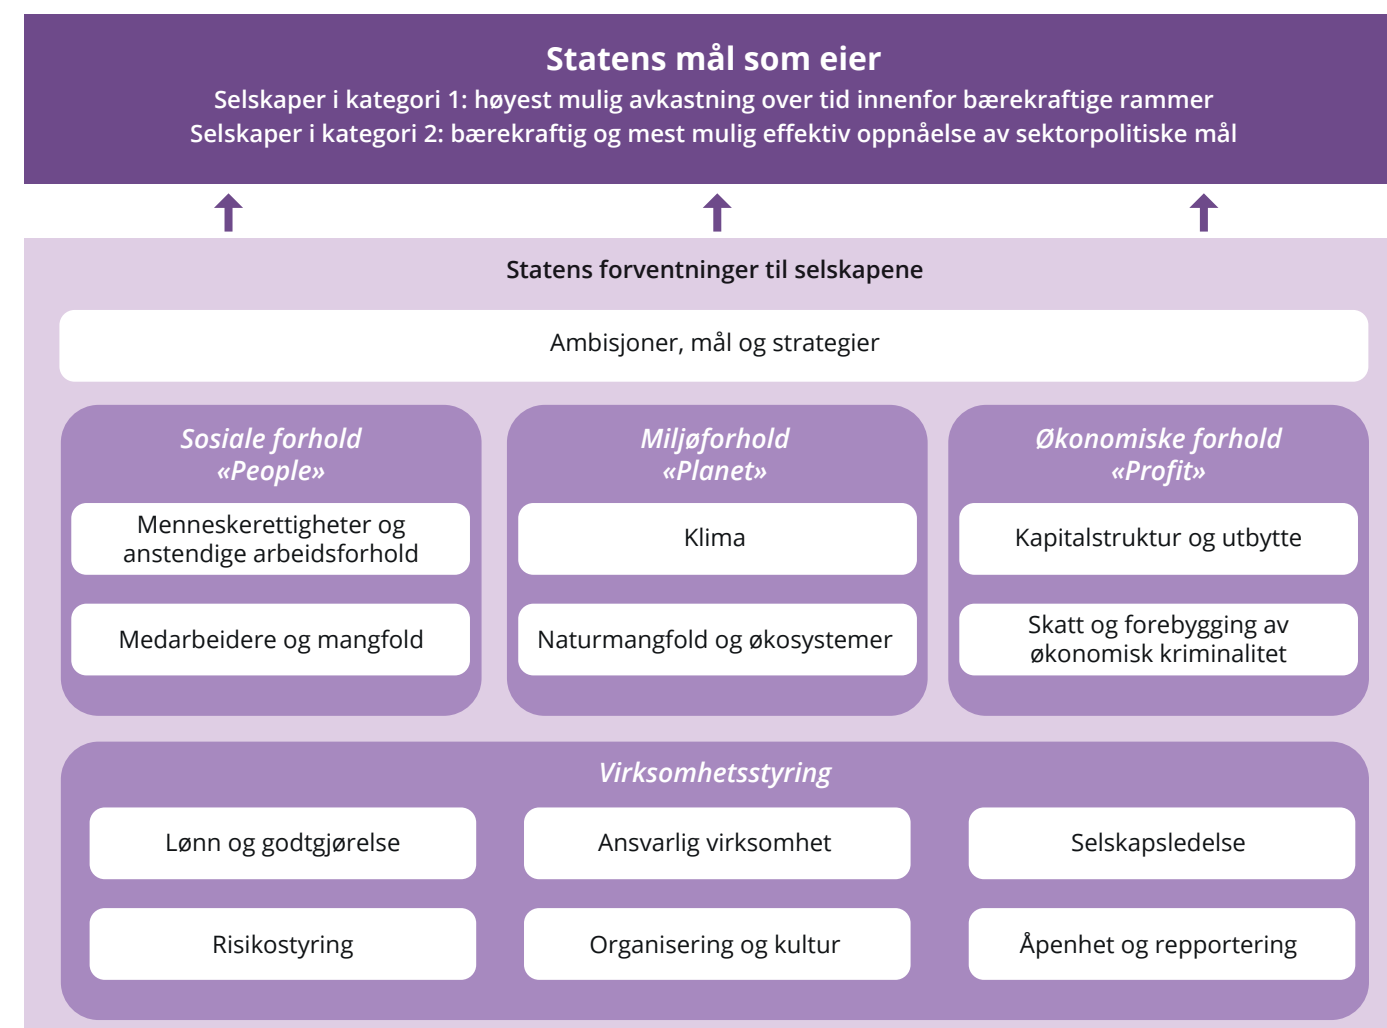 Statens mål som eier
Selskaper i kategori 1: høyest mulig avkastning over tid innenfor bærekraftige rammer
Selskaper i kategori 2: bærekraftig og mest mulig effektiv oppnåelse av sektorpolitiske mål
Statens forventninger til selskapene
Ambisjoner, mål og strategier
Sosiale forhold
«People»
Menneskerettigheter og
anstendige arbeidsforhold
Medarbeidere og mangfold
Miljøforhold
«Planet»
Klima
Naturmangfold og økosystemer
Økonomiske forhold
«Profit»
Kapitalstruktur og utbytte
Skatt og forebygging av
økonomisk kriminalitet
Virksomhetsstyring
Lønn og godtgjørelse
Ansvarlig virksomhet
Selskapsledelse
Risikostyring
Organisering og kultur
Åpenhet og repportering